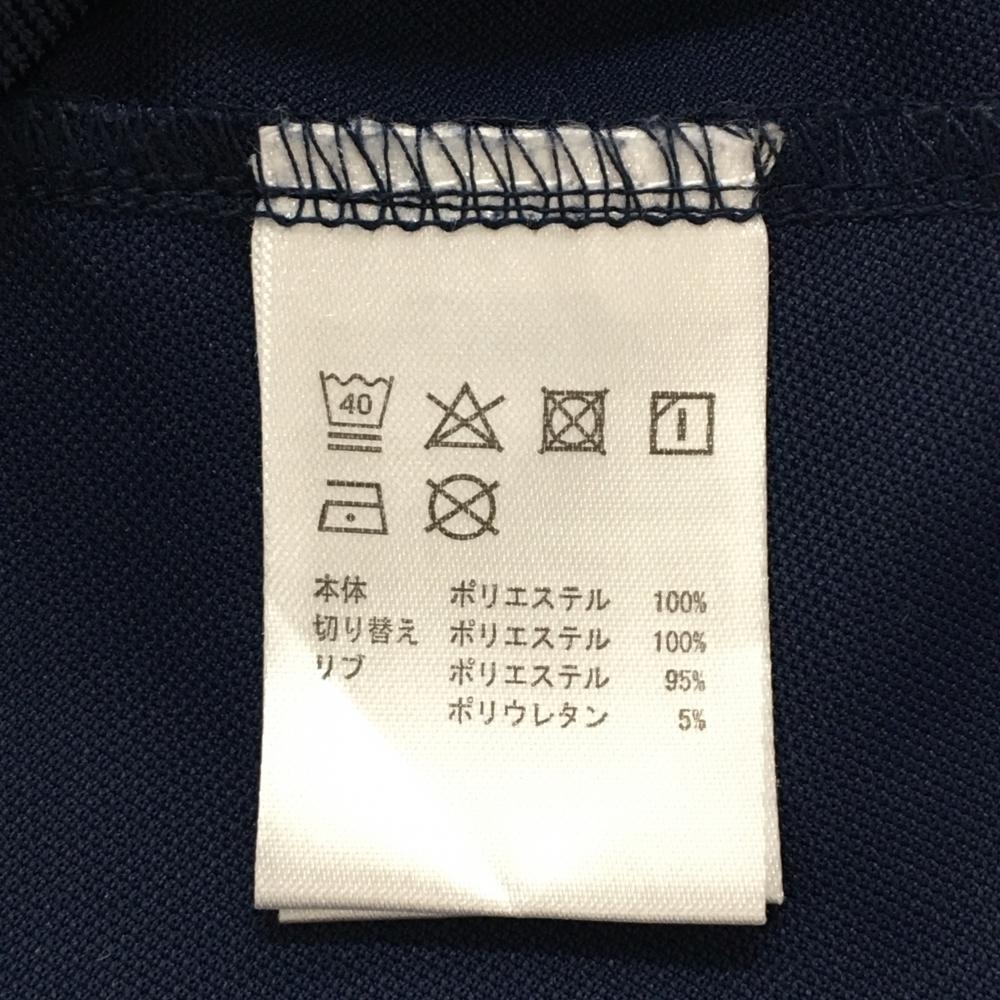 40
本体 ポリエステル 100%
切り替え ポリエステル 100%
リブ ポリエステル 95%
ポリウレタン 5%